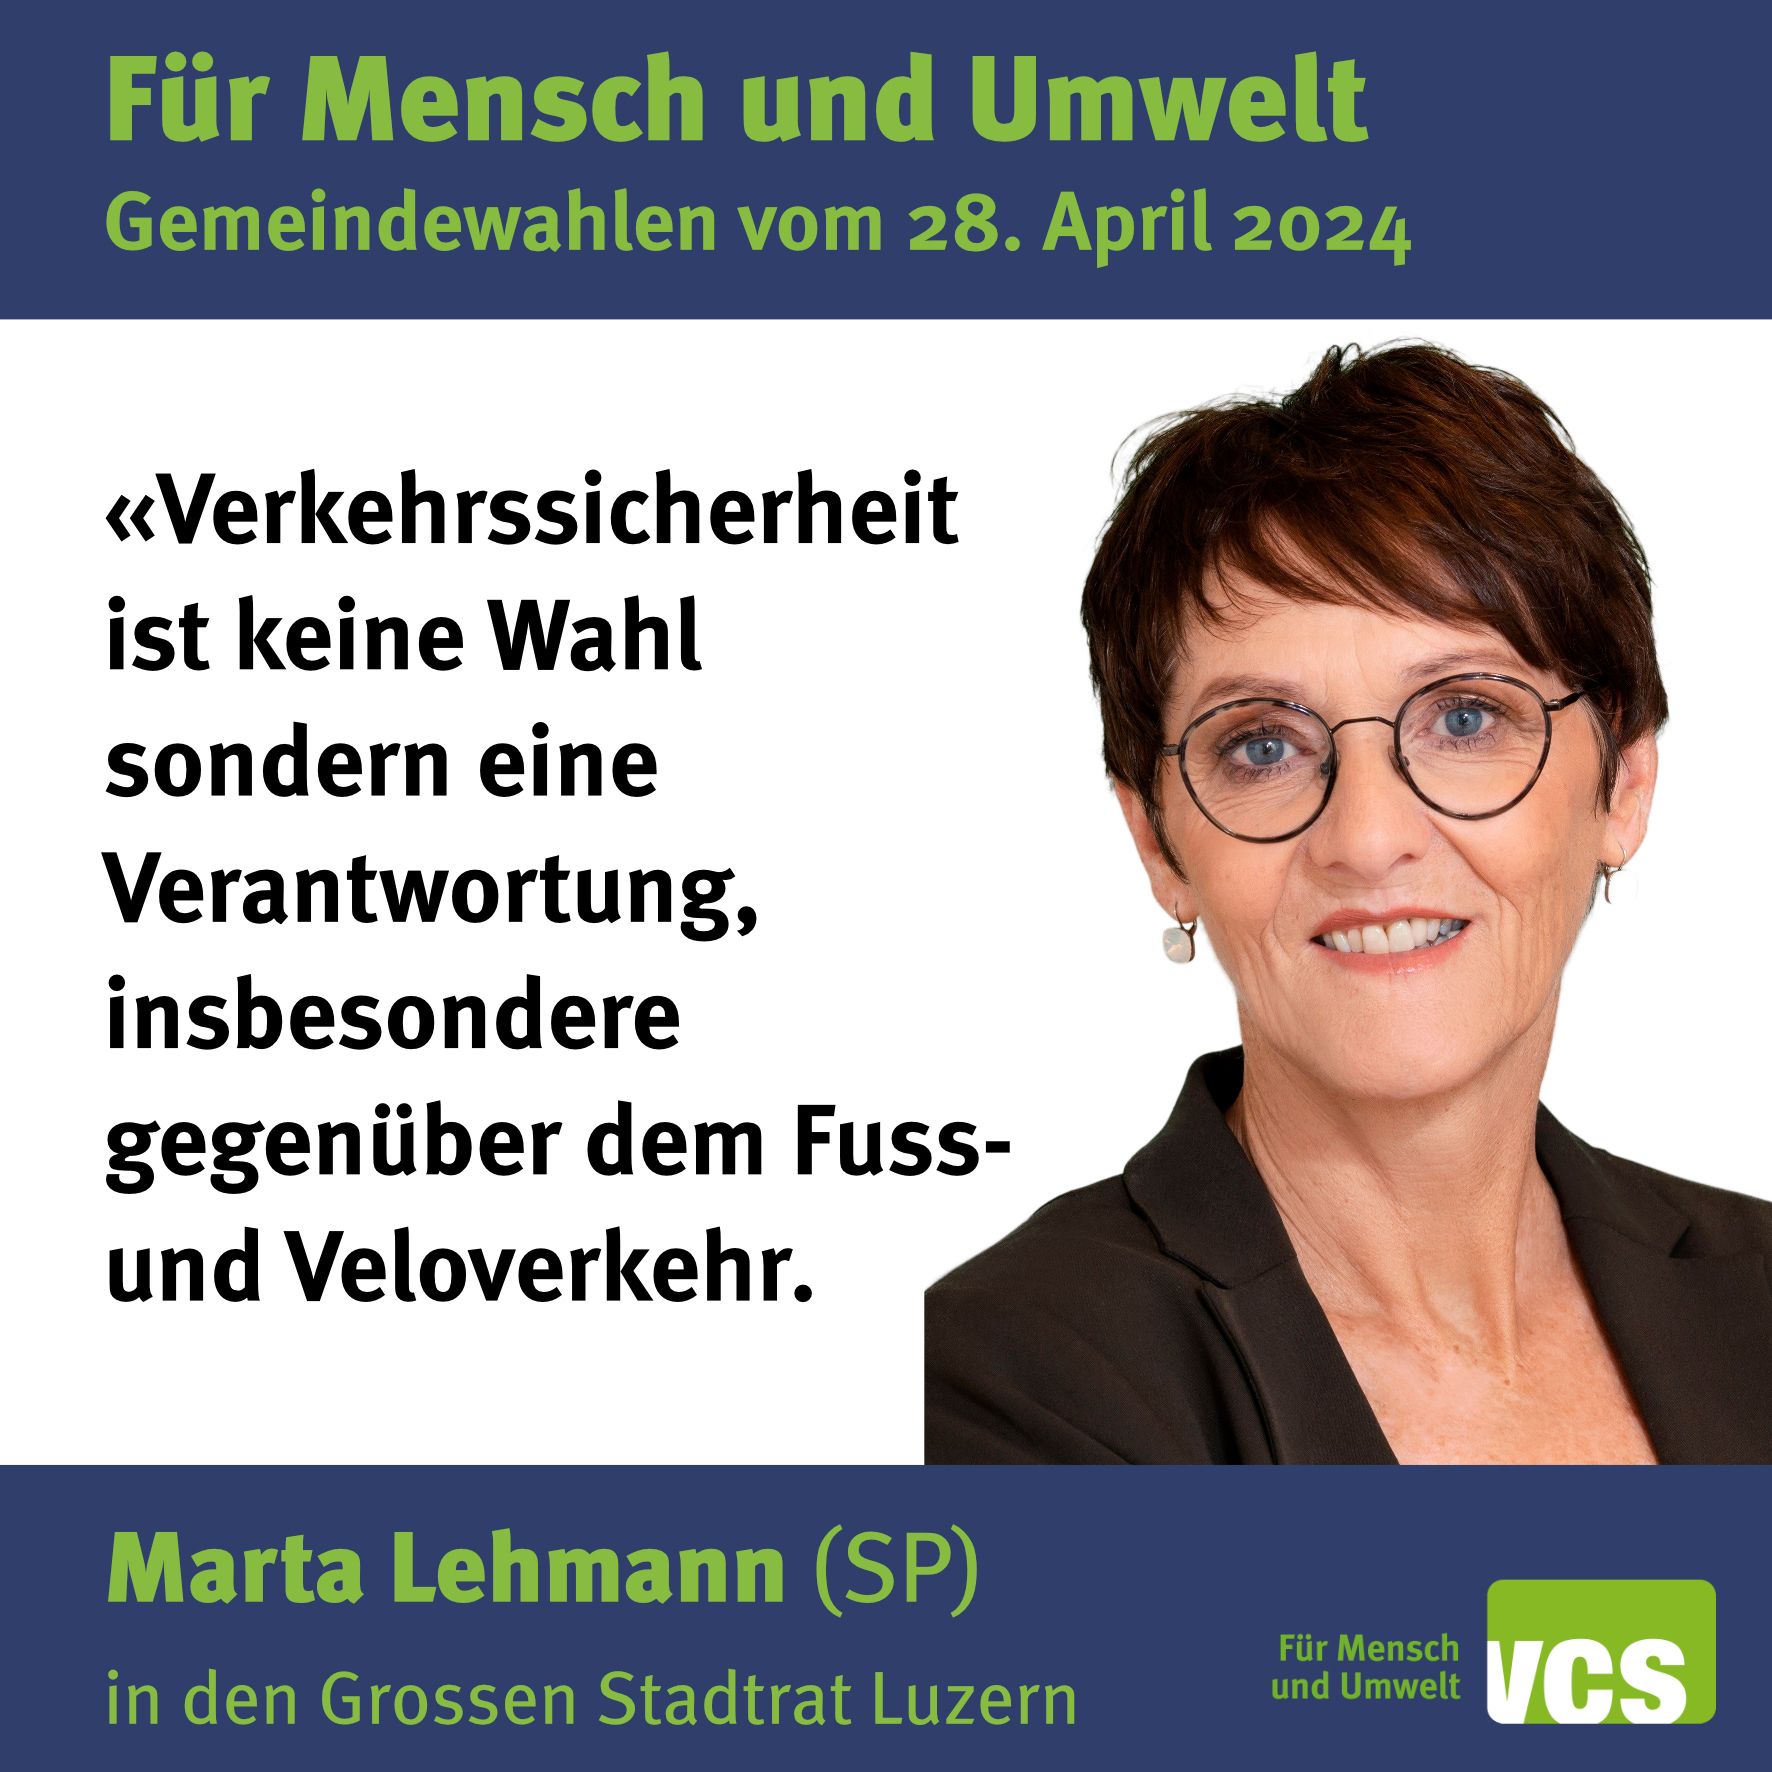 Für Mensch und Umwelt
Gemeindewahlen vom 28. April 2024
«Verkehrssicherheit
ist keine Wahl
sondern eine
Verantwortung,
insbesondere
gegenüber dem Fuss-
und Veloverkehr.
Marta Lehmann (SP)
in den Grossen Stadtrat Luzern
Für Mensch
und Umwelt
VCS